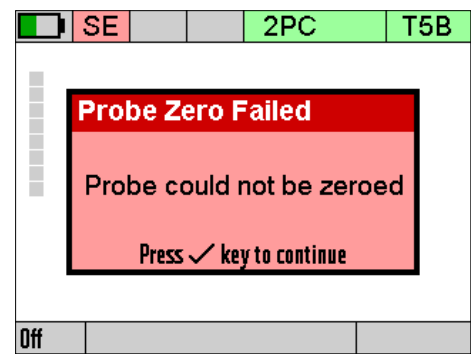 SE 2PC T5B
Probe Zero Failed
Probe could not be zeroed
Press ✓ key to continue
Off